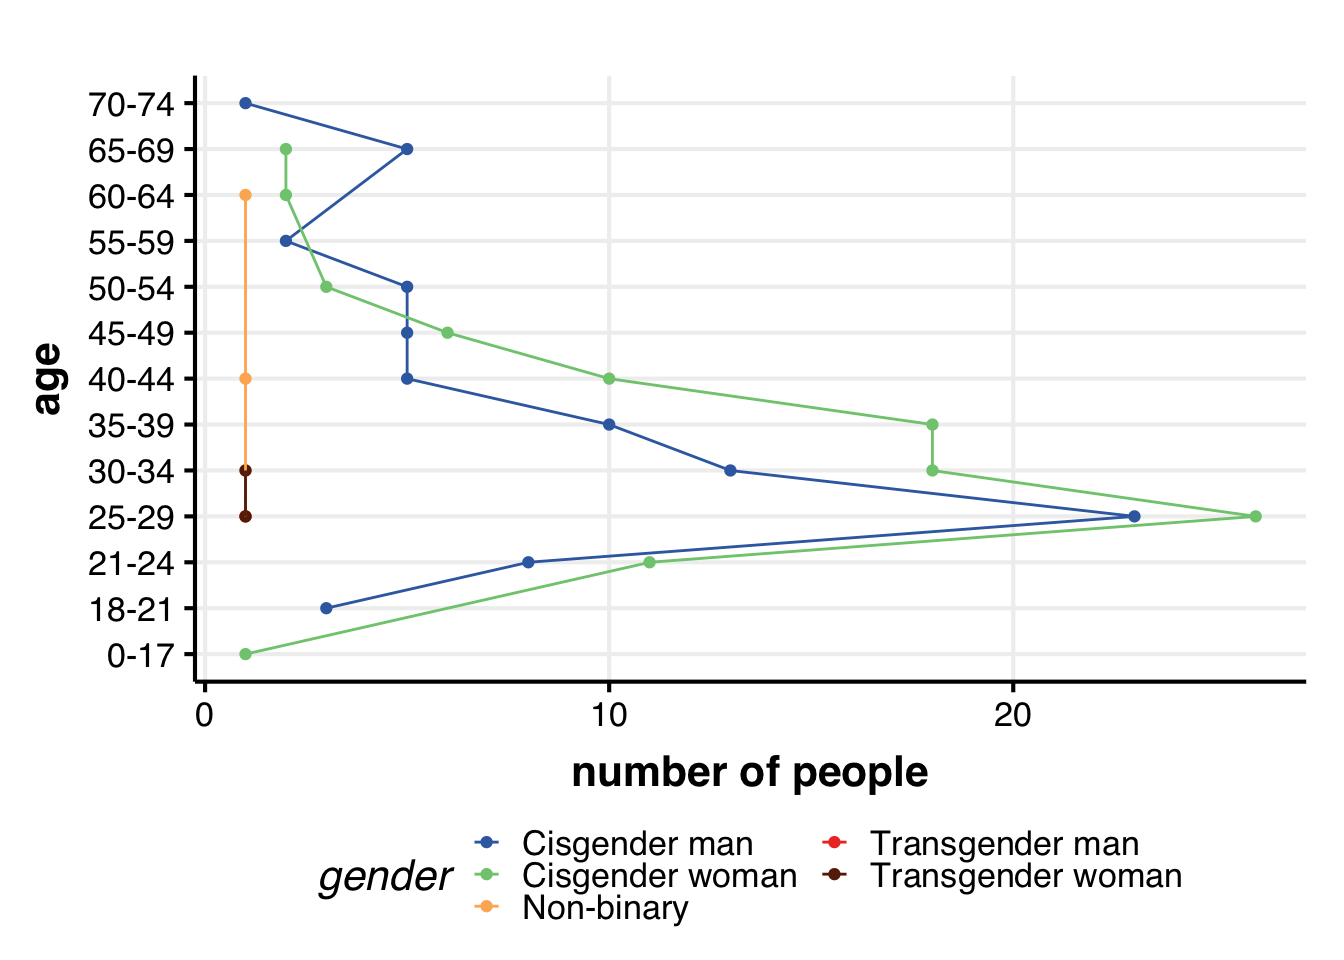 70-74
65-69
60-64
55-59
50-54
45-49
40-44
35-39
30-34
25-29
21-24
18-21
0-17
age
0 10 20
number of people
gender
Cisgender man Transgender man
Cisgender woman Transgender woman
Non-binary